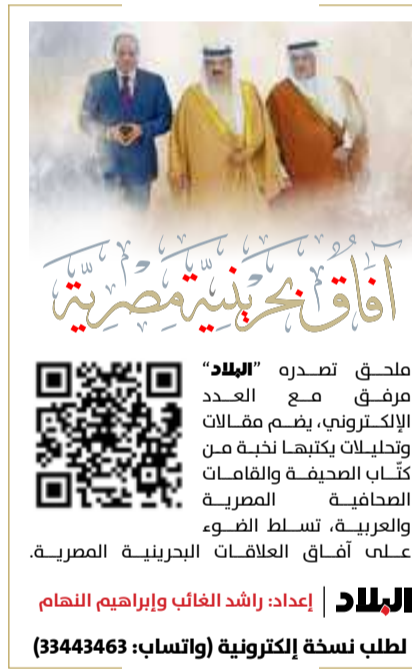 آفاق بحرينية مصرية
ملحق تصدره "البلاد"
مرفق مع العدد
الإلكتروني، يضم مقالات
وتحليلات يكتبها نخبة من
كتّاب الصحيفة والقامات
الصحافية المصرية
والعربية، تسلط الضوء
على آفاق العلاقات البحرينية المصرية.
البلاد | إعداد: راشد الغائب وإبراهيم النهام
لطلب نسخة إلكترونية (واتساب: 33443463)